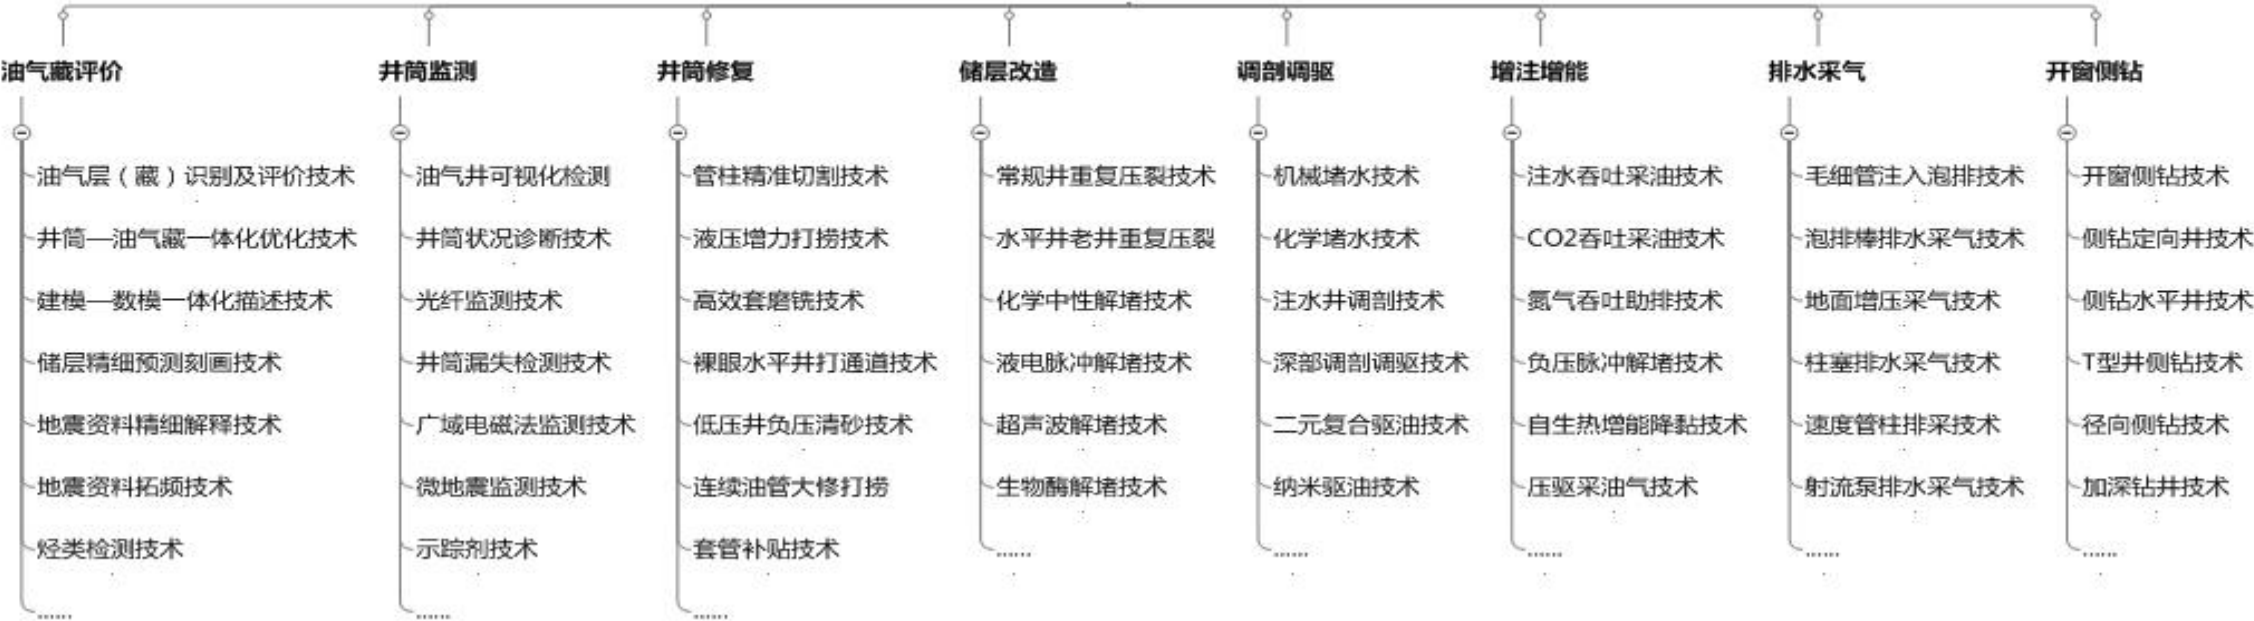 油气藏评价
油气层（藏）识别及评价技术
井筒—油气藏一体化优化技术
建模—数模一体化描述技术
储层精细预测刻画技术
地震资料精细解释技术
地震资料拓频技术
烃类检测技术
......
井筒监测
油气井可视化检测
井筒状况诊断技术
光纤监测技术
井筒漏失检测技术
广域电磁法监测技术
微地震监测技术
示踪剂技术
......
井筒修复
管柱精准切割技术
液压增力打捞技术
高效套磨铣技术
裸眼水平井打通道技术
低压井负压清砂技术
连续油管大修打捞
套管补贴技术
......
储层改造
常规井重复压裂技术
水平井老井重复压裂
化学中性解堵技术
液电脉冲解堵技术
超声波解堵技术
生物酶解堵技术
......
调剖调驱
机械堵水技术
化学堵水技术
注水井调剖技术
深部调剖调驱技术
二元复合驱油技术
纳米驱油技术
......
增注增能
注水吞吐采油技术
CO2吞吐采油技术
氮气吞吐助排技术
负压脉冲解堵技术
自生热增能降黏技术
压驱采油气技术
......
排水采气
毛细管注入泡排技术
泡排棒排水采气技术
地面增压采气技术
柱塞排水采气技术
速度管柱排采技术
射流泵排水采气技术
......
开窗侧钻
开窗侧钻技术
侧钻定向井技术
侧钻水平井技术
T型井侧钻技术
径向侧钻技术
加深钻井技术
......